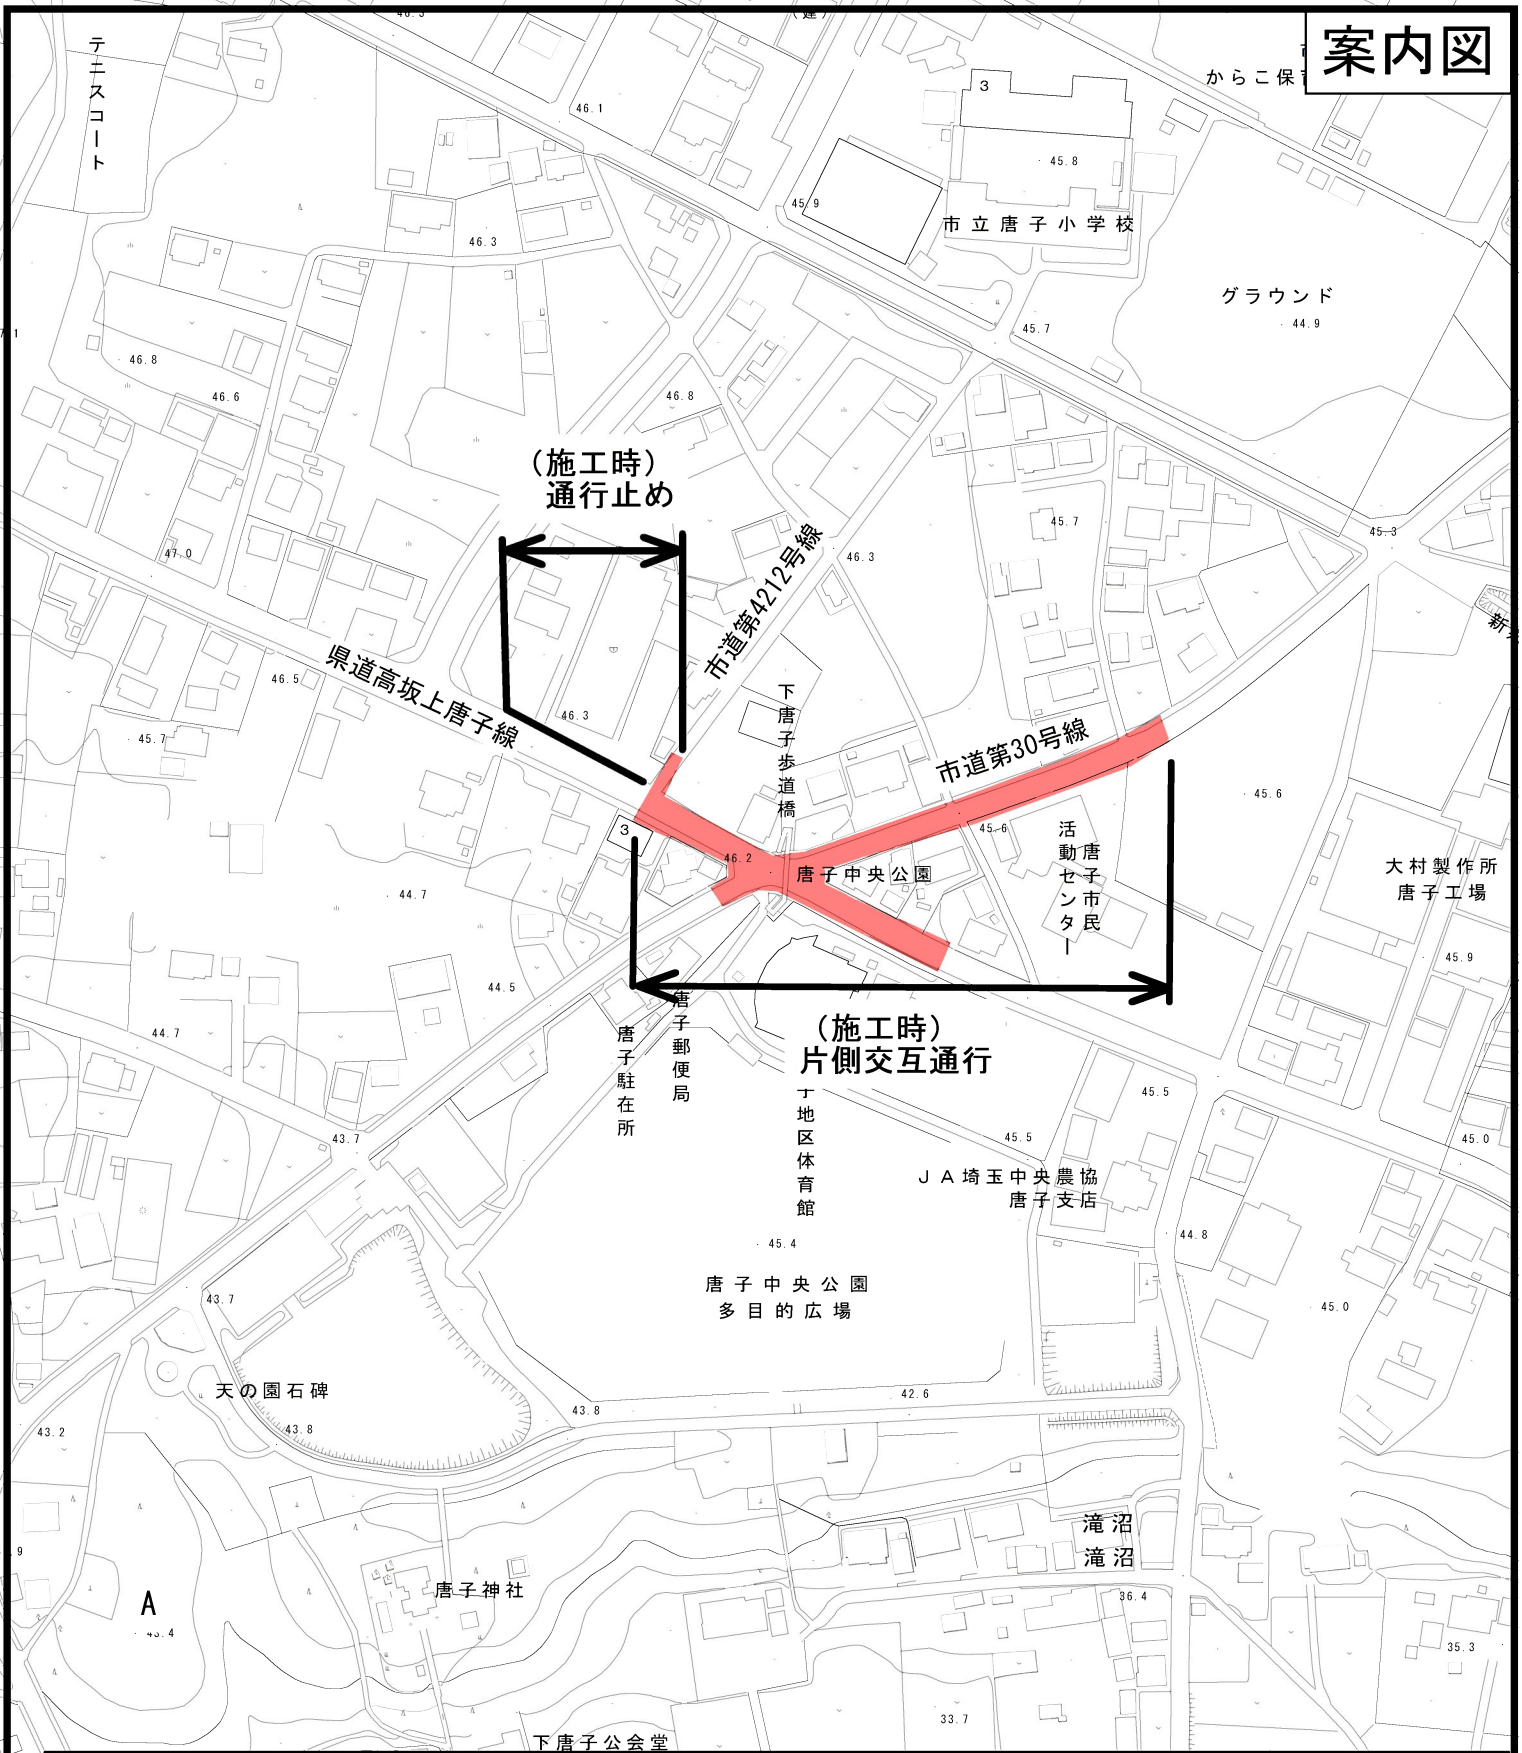 案内図
46.3
(建)
テニスコート
からこ保
46.1
3
45.8
45.9
市立唐子小学校
46.3
グラウンド
44.9
45.7
46.8
46.6
46.8
(施工時)
通行止め
45.7
45.3
47.0
46.3
市道第4212号線
新
県道高坂上唐子線
46.5
46.3
下唐子歩道橋
45.7
市道第30号線
45.6
3
45.6
46.2
唐子中央公園
唐子市民
活動センター
大村製作所
唐子工場
44.7
45.9
44.5
唐子郵便局
唐子駐在所
44.7
(施工時)
片側交互通行
子地区体育館
45.5
45.5
43.7
45.0
JA埼玉中央農協
唐子支店
45.4
44.8
唐子中央公園
多目的広場
43.7
45.0
天の園石碑
42.6
43.8
43.8
43.2
滝沼
滝沼
唐子神社
36.4
A
35.3
33.7
下唐子公会堂